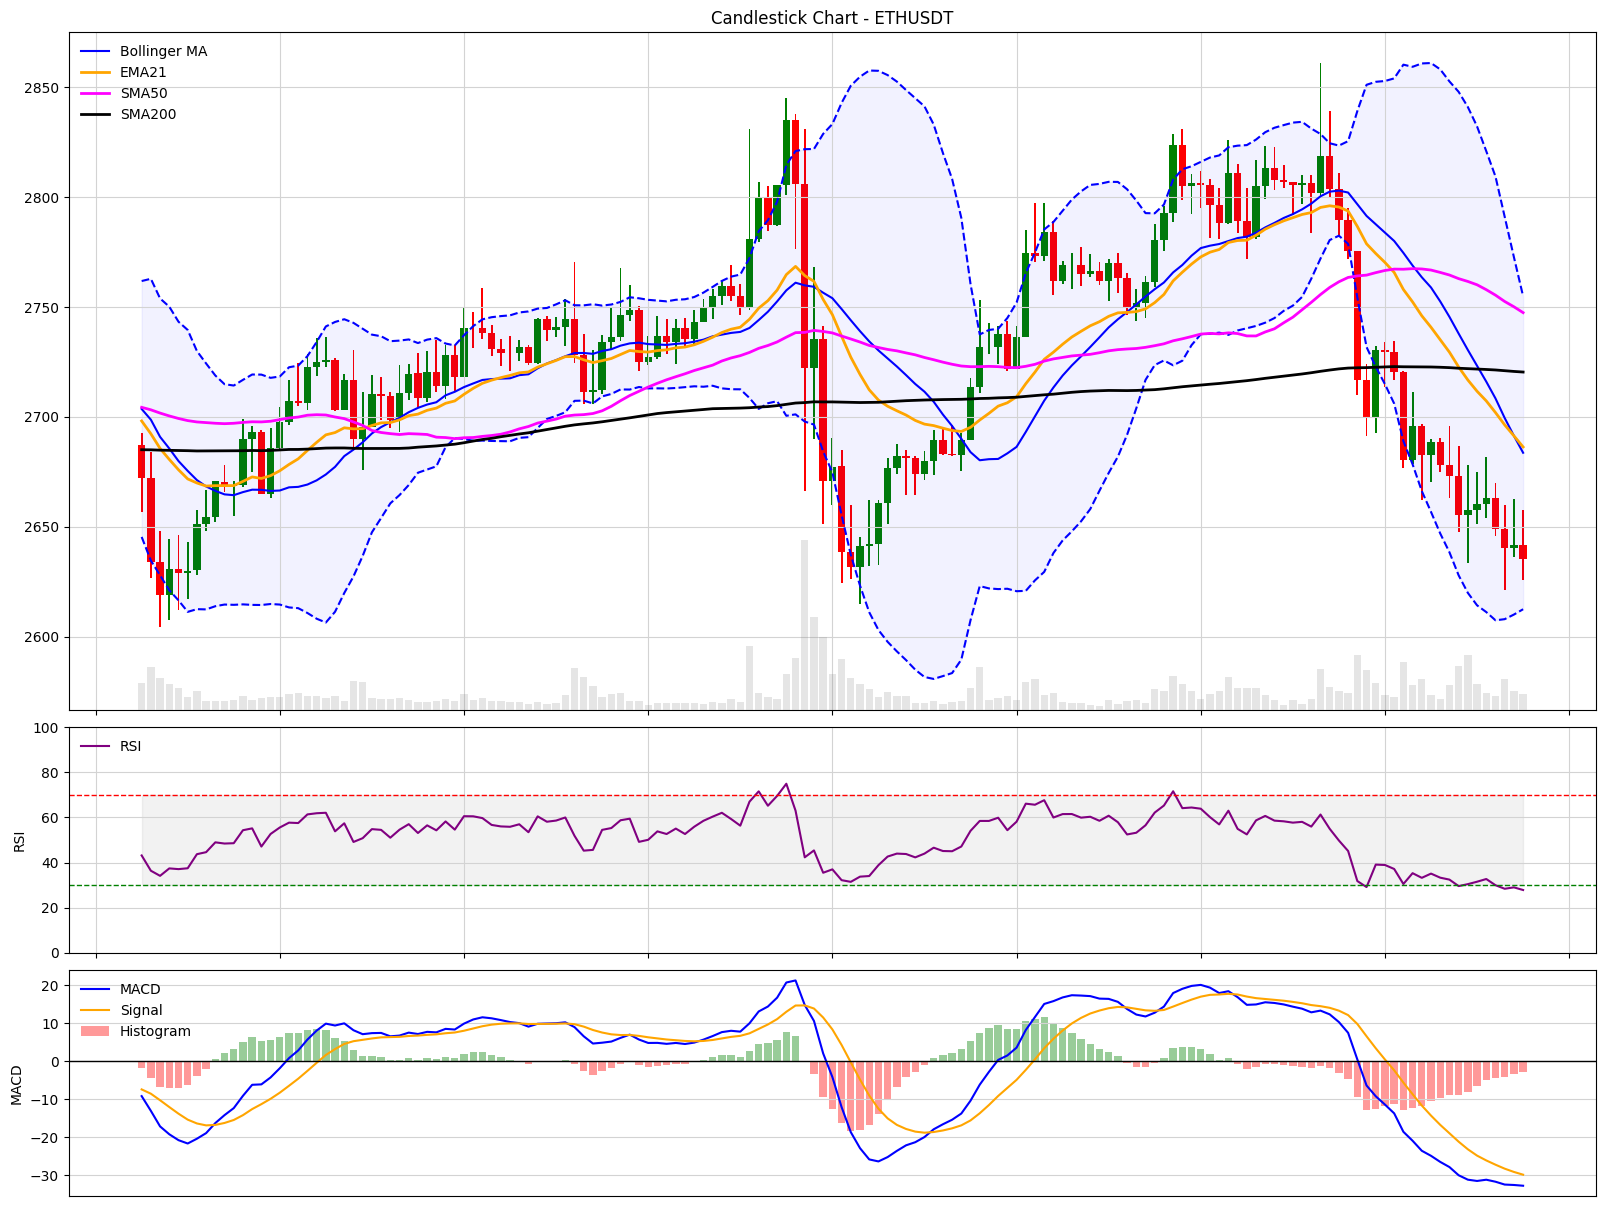 Candlestick Chart - ETHUSDT
Bollinger MA
EMA21
SMA50
SMA200
2850
2800
2750
2700
2650
2600
RSI
RSI
100
80
60
40
20
0
MACD
Signal
Histogram
MACD
20
10
0
−10
−20
−30